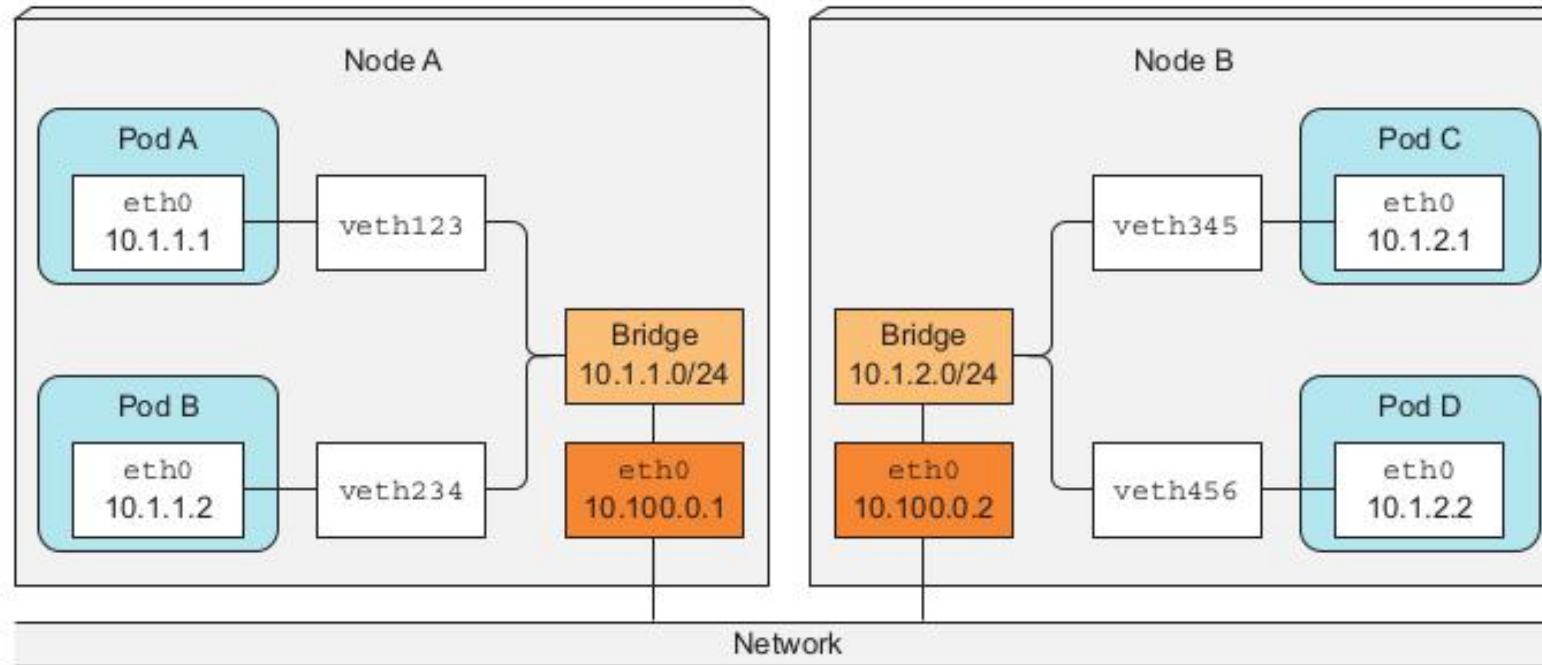 Node A
Pod A
eth0
10.1.1.1
veth123
Pod B
eth0
10.1.1.2
veth234
Bridge
10.1.1.0/24
eth0
10.100.0.1
Node B
Bridge
10.1.2.0/24
eth0
10.100.0.2
veth345
Pod C
eth0
10.1.2.1
veth456
Pod D
eth0
10.1.2.2
Network